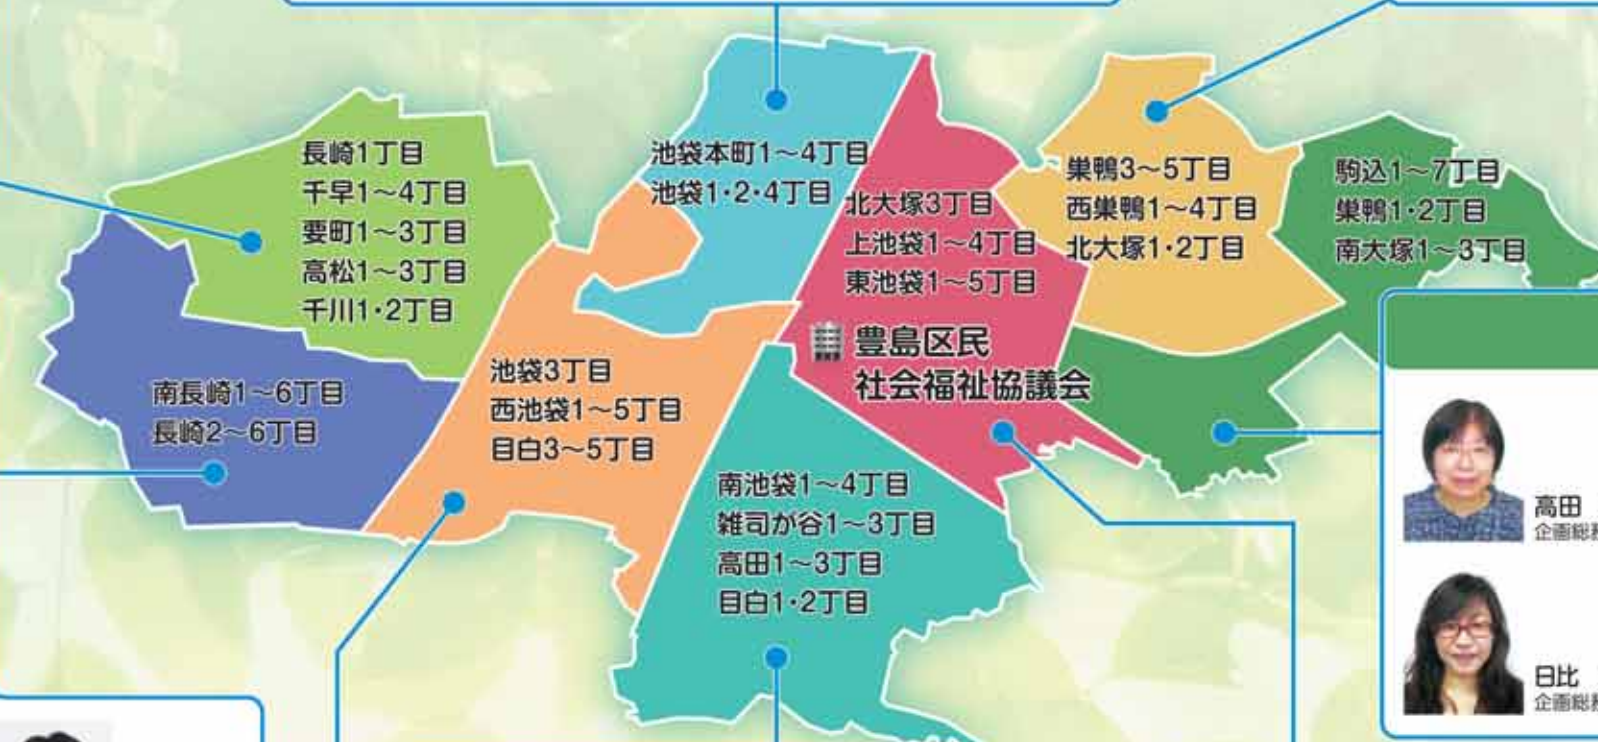 長崎1丁目
千早1～4丁目
要町1～3丁目
高松1～3丁目
千川1・2丁目
南長崎1～6丁目
長崎2～6丁目
池袋本町1～4丁目
池袋1・2・4丁目
池袋3丁目
西池袋1～5丁目
目白3～5丁目
北大塚3丁目
上池袋1～4丁目
東池袋1～5丁目
豊島区民
社会福祉協議会
南池袋1～4丁目
雑司が谷1～3丁目
高田1～3丁目
目白1・2丁目
巣鴨3～5丁目
西巣鴨1～4丁目
北大塚1・2丁目
駒込1～7丁目
巣鴨1・2丁目
南大塚1～3丁目
高田
企画総務
日比
企画総務